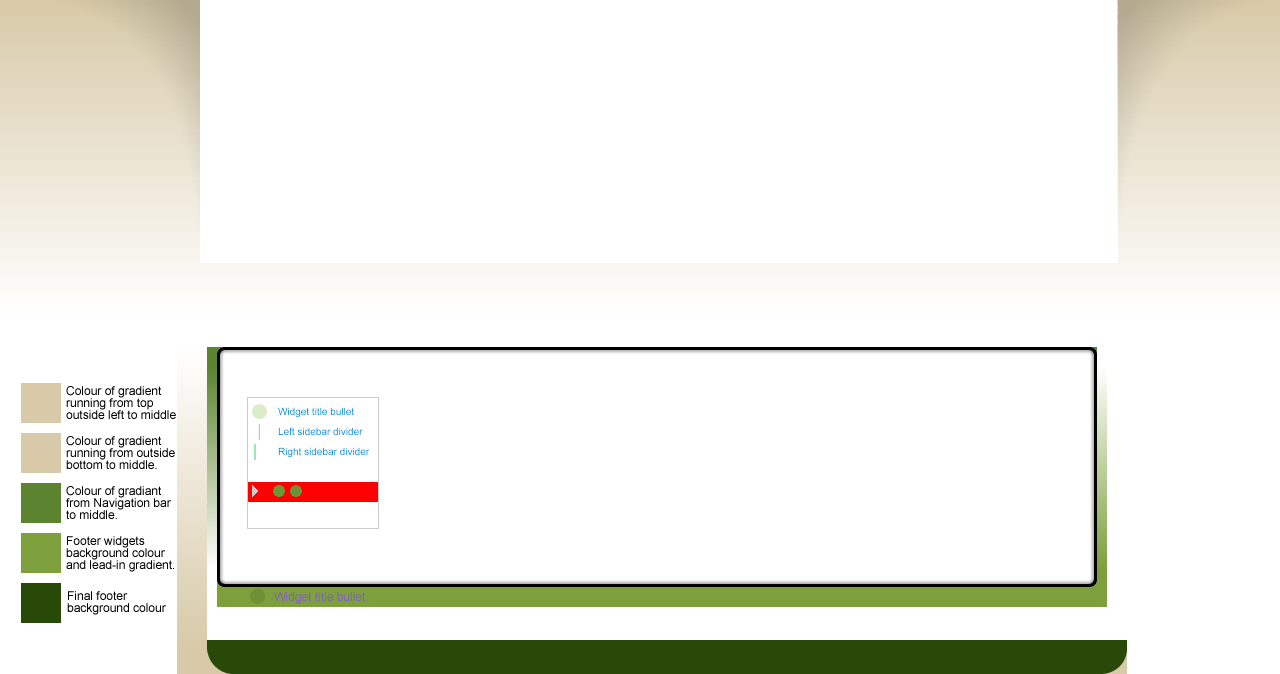 Colour of gradient
running from top
outside left to middle
Colour of gradient
running from outside
bottom to middle.
Colour of gradiant
from Navigation bar
to middle.
Footer widgets
background colour
and lead-in gradient.
Final footer
background colour
Widget title bullet
Left sidebar divider
Right sidebar divider
Widget title bullet